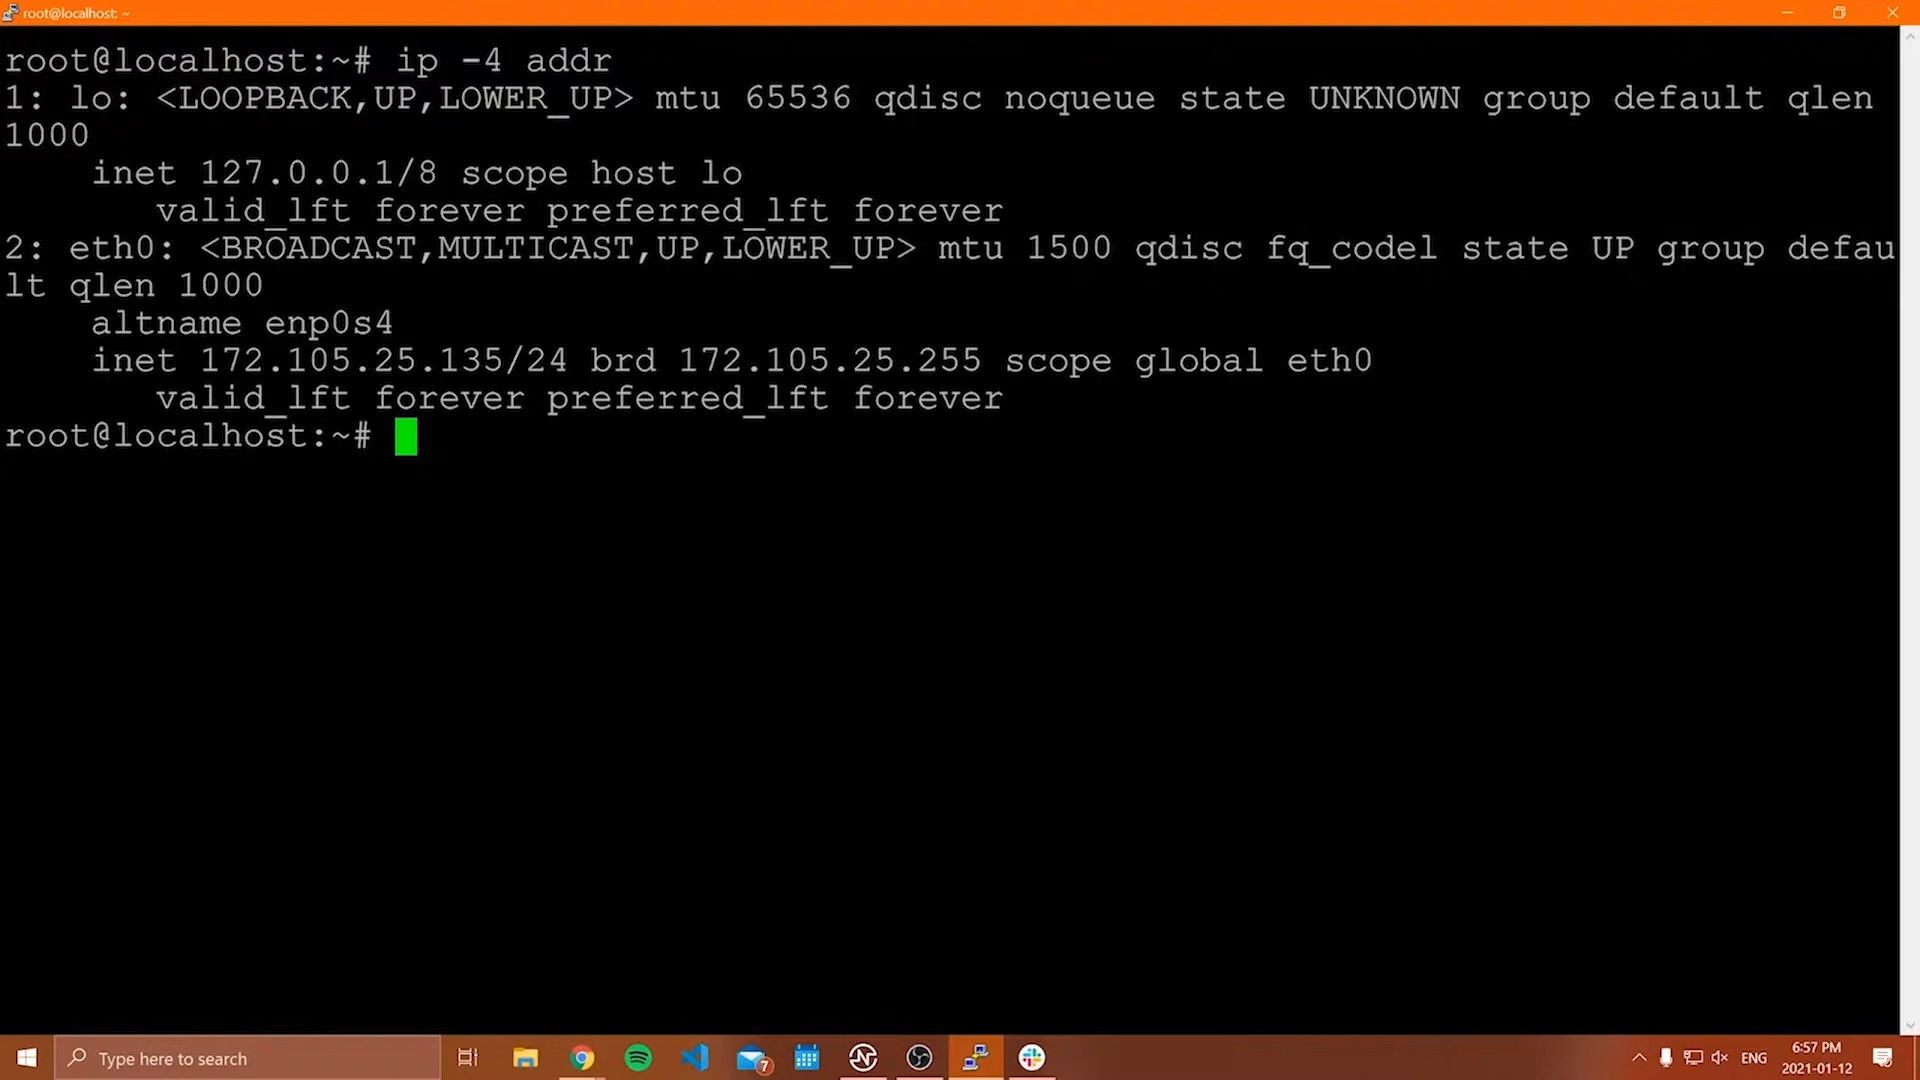 root@localhost: ~
root@localhost:~# ip -4 addr
1: lo: <LOOPBACK,UP,LOWER_UP> mtu 65536 qdisc noqueue state UNKNOWN group default qlen
1000
inet 127.0.0.1/8 scope host lo
valid_lft forever preferred_lft forever
2: eth0: <BROADCAST,MULTICAST,UP,LOWER_UP> mtu 1500 qdisc fq_codel state UP group defau
lt qlen 1000
altname enp0s4
inet 172.105.25.135/24 brd 172.105.25.255 scope global eth0
valid_lft forever preferred_lft forever
root@localhost:~#
Type here to search
7
ENG
6:57 PM
2021-01-12